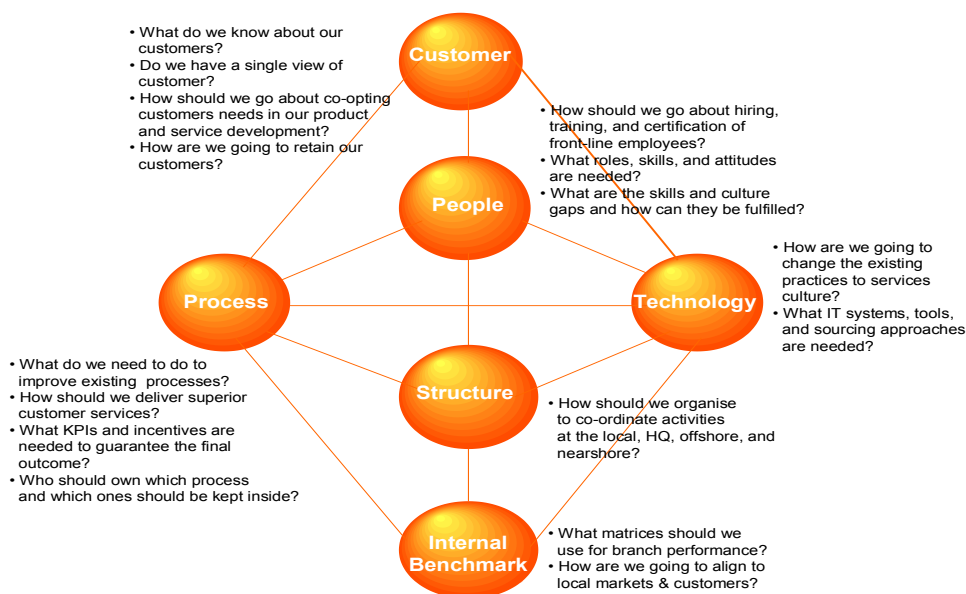 • What do we know about our
customers?
• Do we have a single view of
customer?
• How should we go about co-opting
customers needs in our product
and service development?
• How are we going to retain our
customers?
Customer
• How should we go about hiring,
training, and certification of
front-line employees?
• What roles, skills, and attitudes
are needed?
• What are the skills and culture
gaps and how can they be fulfilled?
People
Process
Technology
• How are we going to
change the existing
practices to services
culture?
• What IT systems, tools,
and sourcing approaches
are needed?
• What do we need to do to
improve existing processes?
• How should we deliver superior
customer services?
• What KPIs and incentives are
needed to guarantee the final
outcome?
• Who should own which process
and which ones should be kept inside?
Structure
• How should we organise
to co-ordinate activities
at the local, HQ, offshore, and
nearshore?
Internal
Benchmark
• What matrices should we
use for branch performance?
• How are we going to align to
local markets & customers?